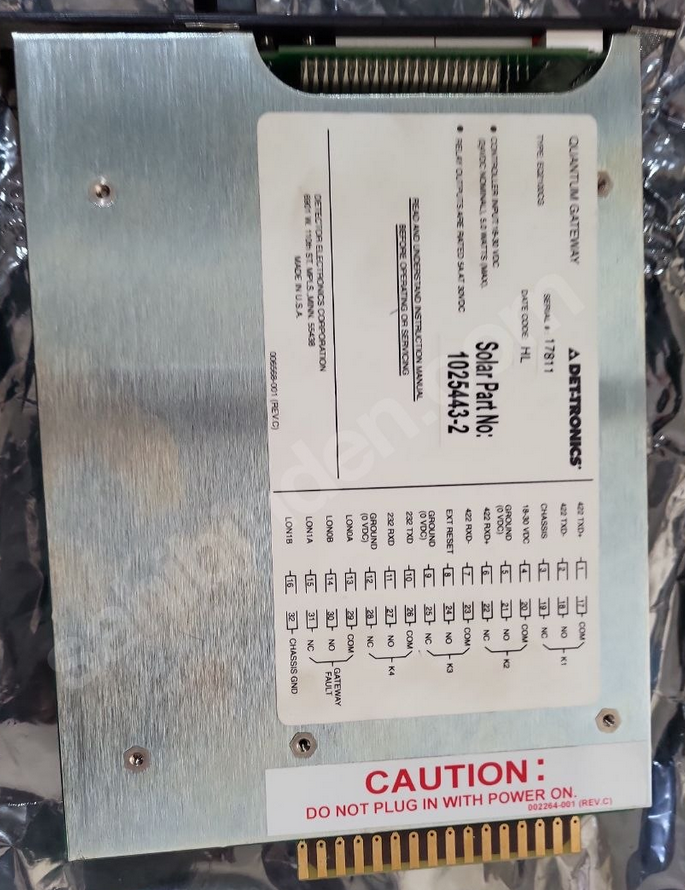 QUANTUM GATEWAY
TYPE: EQ2100GS
DET-TRONICS
SERIAL #: 17811
DATE CODE: HL
• CONTROLLER INPUT: 18-30 VDC
(24VDC NOMINAL), 5.0 WATTS (MAX).
• RELAY OUTPUTS ARE RATED 5A AT 30VDC
Solar Part No:
1025443-2
READ AND UNDERSTAND INSTRUCTION MANUAL
BEFORE OPERATING OR SERVICING
DETECTOR ELECTRONICS CORPORATION
6901 W. 110th ST. MPLS., MINN. 55438
MADE IN U.S.A.
006568-001 (REV.C)
422 TXD+ 1 17 COM
422 TXD- 2 18 NO K1
CHASSIS 3 19 NC
18-30 VDC 4 20 COM
GROUND (0 VDC) 5 21 NO K2
422 RXD+ 6 22 NC
422 RXD- 7 23 COM
EXT RESET 8 24 NO K3
GROUND (0 VDC) 9 25 NC
232 TXD 10 26 COM
232 RXD 11 27 NO K4
GROUND (0 VDC) 12 28 NC
LON0A 13 29 COM
LON0B 14 30 NO GATEWAY FAULT
LON1A 15 31 NC
LON1B 16 32 CHASSIS GND
CAUTION:
DO NOT PLUG IN WITH POWER ON.
002264-001 (REV.C)